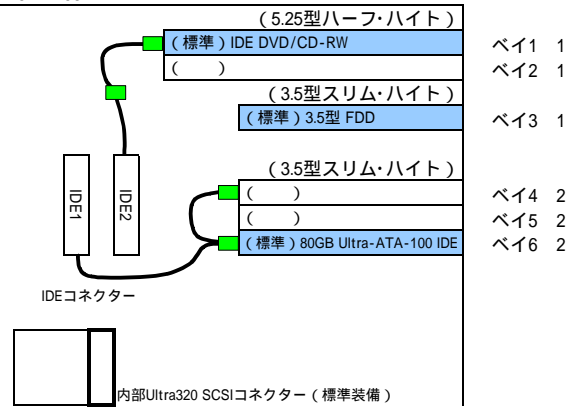 （5.25型ハーフ・ハイト）
（標準）IDE DVD/CD-RW ベイ1 1
（　　） ベイ2 1
（3.5型スリム・ハイト）
（標準）3.5型 FDD ベイ3 1
（3.5型スリム・ハイト）
（　　） ベイ4 2
（　　） ベイ5 2
（標準）80GB Ultra-ATA-100 IDE ベイ6 2
IDE1
IDE2
IDEコネクター
内部Ultra320 SCSIコネクター（標準装備）